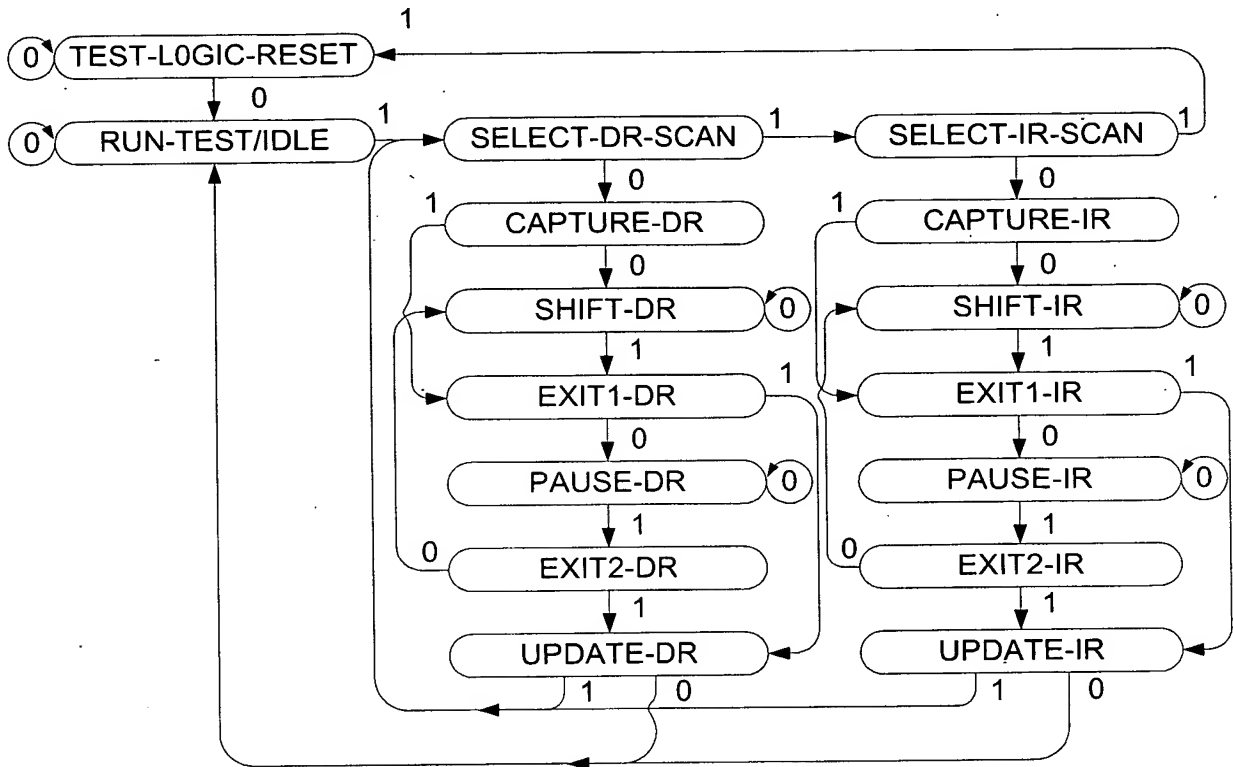 1
0 TEST-L0GIC-RESET
0 1
0 RUN-TEST/IDLE SELECT-DR-SCAN 1 SELECT-IR-SCAN 1
0 0
1 CAPTURE-DR 1 CAPTURE-IR
0 0
SHIFT-DR 0 SHIFT-IR 0
1 1
EXIT1-DR 1 EXIT1-IR 1
0 0
PAUSE-DR 0 PAUSE-IR 0
1 1
0 EXIT2-DR 0 EXIT2-IR
1 1
UPDATE-DR UPDATE-IR
1 0 1 0